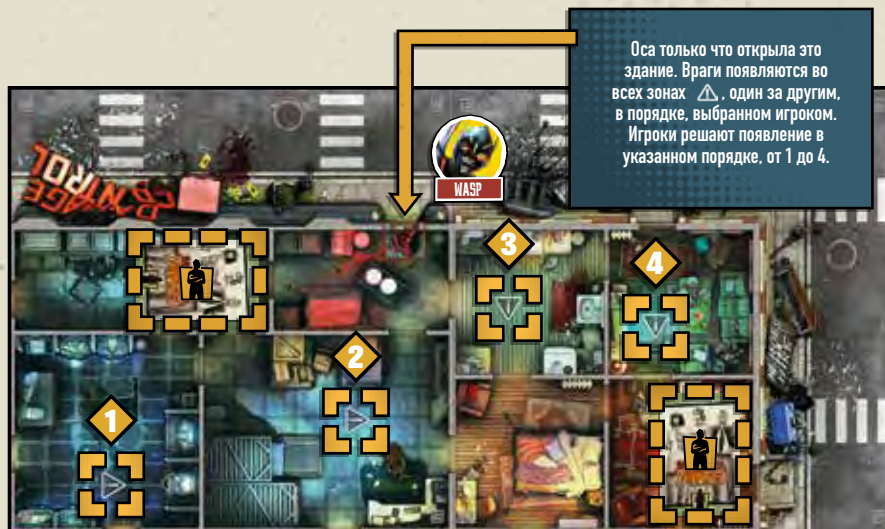 Оса только что открыла это
здание. Враги появляются во
всех зонах ⚠, один за другим,
в порядке, выбранном игроком.
Игроки решают появление в
указанном порядке, от 1 до 4.
WASP
3
4
2
1